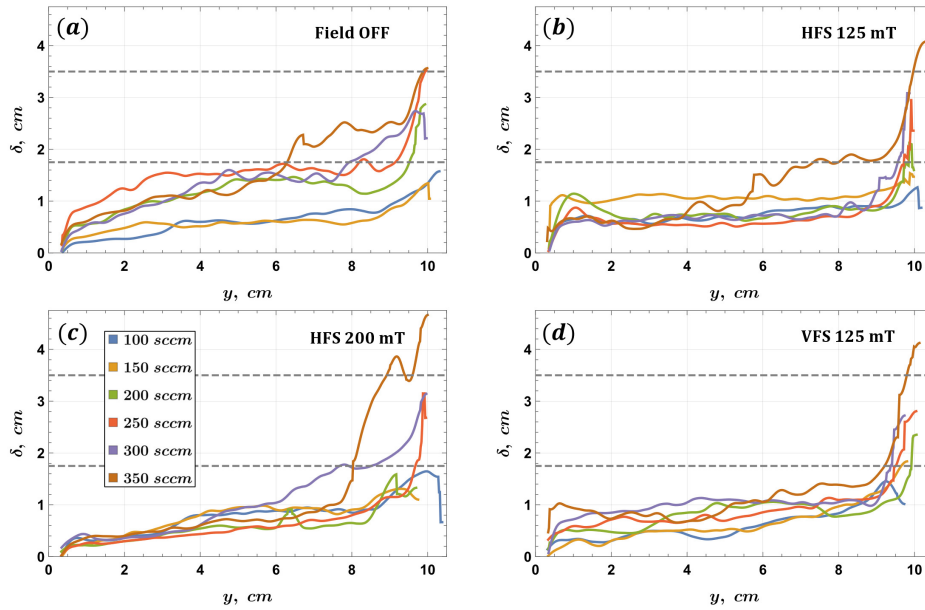 (a) Field OFF
4
3
2
1
0
δ, cm
0 2 4 6 8 10
y, cm
(b) HFS 125 mT
4
3
2
1
0
δ, cm
0 2 4 6 8 10
y, cm
(c) HFS 200 mT
100 sccm
150 sccm
200 sccm
250 sccm
300 sccm
350 sccm
4
3
2
1
0
δ, cm
0 2 4 6 8 10
y, cm
(d) VFS 125 mT
4
3
2
1
0
δ, cm
0 2 4 6 8 10
y, cm